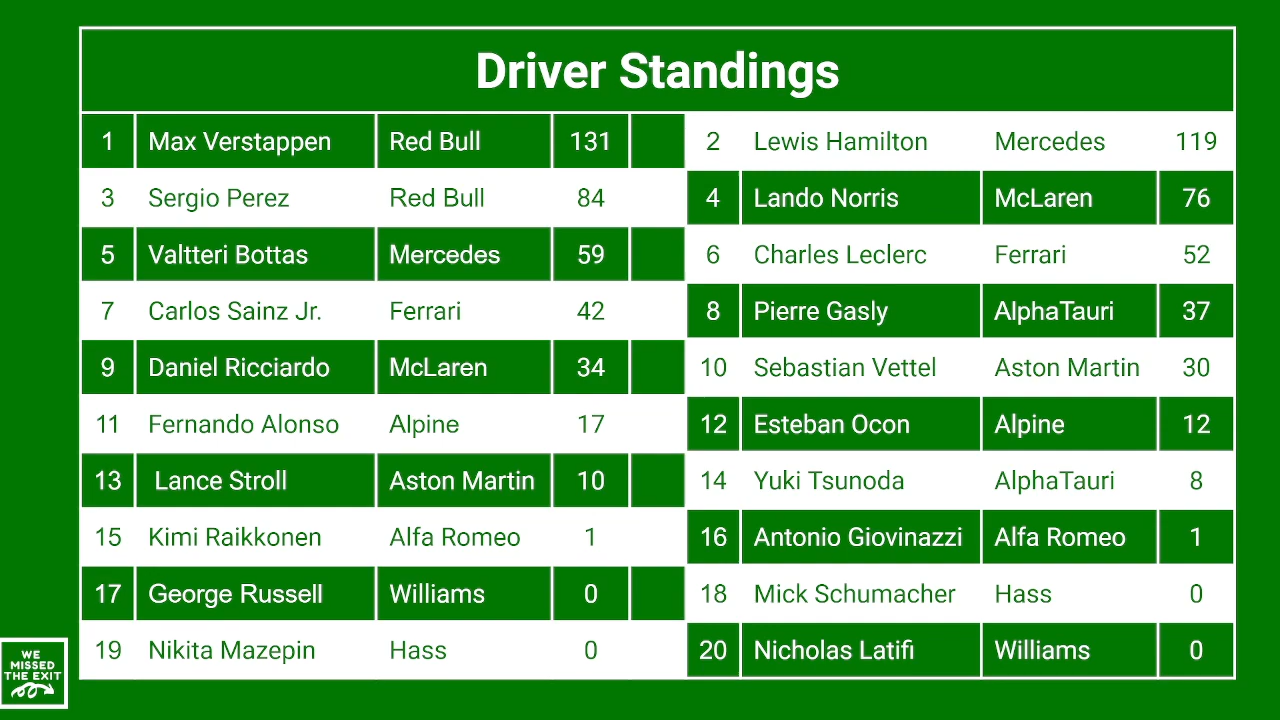 Driver Standings
1 Max Verstappen Red Bull 131 2 Lewis Hamilton Mercedes 119
3 Sergio Perez Red Bull 84 4 Lando Norris McLaren 76
5 Valtteri Bottas Mercedes 59 6 Charles Leclerc Ferrari 52
7 Carlos Sainz Jr. Ferrari 42 8 Pierre Gasly AlphaTauri 37
9 Daniel Ricciardo McLaren 34 10 Sebastian Vettel Aston Martin 30
11 Fernando Alonso Alpine 17 12 Esteban Ocon Alpine 12
13 Lance Stroll Aston Martin 10 14 Yuki Tsunoda AlphaTauri 8
15 Kimi Raikkonen Alfa Romeo 1 16 Antonio Giovinazzi Alfa Romeo 1
17 George Russell Williams 0 18 Mick Schumacher Hass 0
19 Nikita Mazepin Hass 0 20 Nicholas Latifi Williams 0
WE
MISSED
THE EXIT